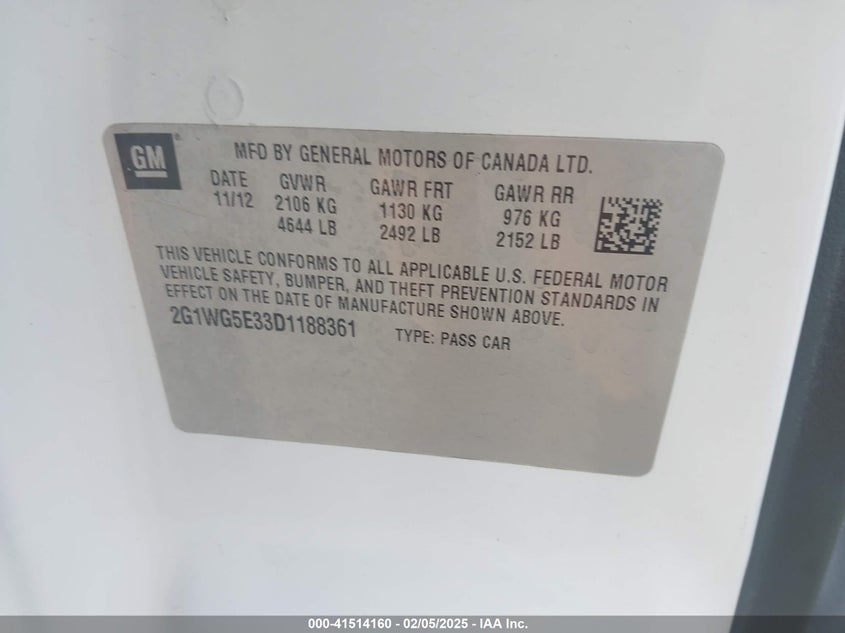 GM
MFD BY GENERAL MOTORS OF CANADA LTD.
DATE GVWR GAWR FRT GAWR RR
11/12 2106 KG 1130 KG 976 KG
4644 LB 2492 LB 2152 LB
THIS VEHICLE CONFORMS TO ALL APPLICABLE U.S. FEDERAL MOTOR
VEHICLE SAFETY, BUMPER, AND THEFT PREVENTION STANDARDS IN
EFFECT ON THE DATE OF MANUFACTURE SHOWN ABOVE.
2G1WG5E33D1188361 TYPE: PASS CAR
000-41514160 - 02/05/2025 - IAA Inc.